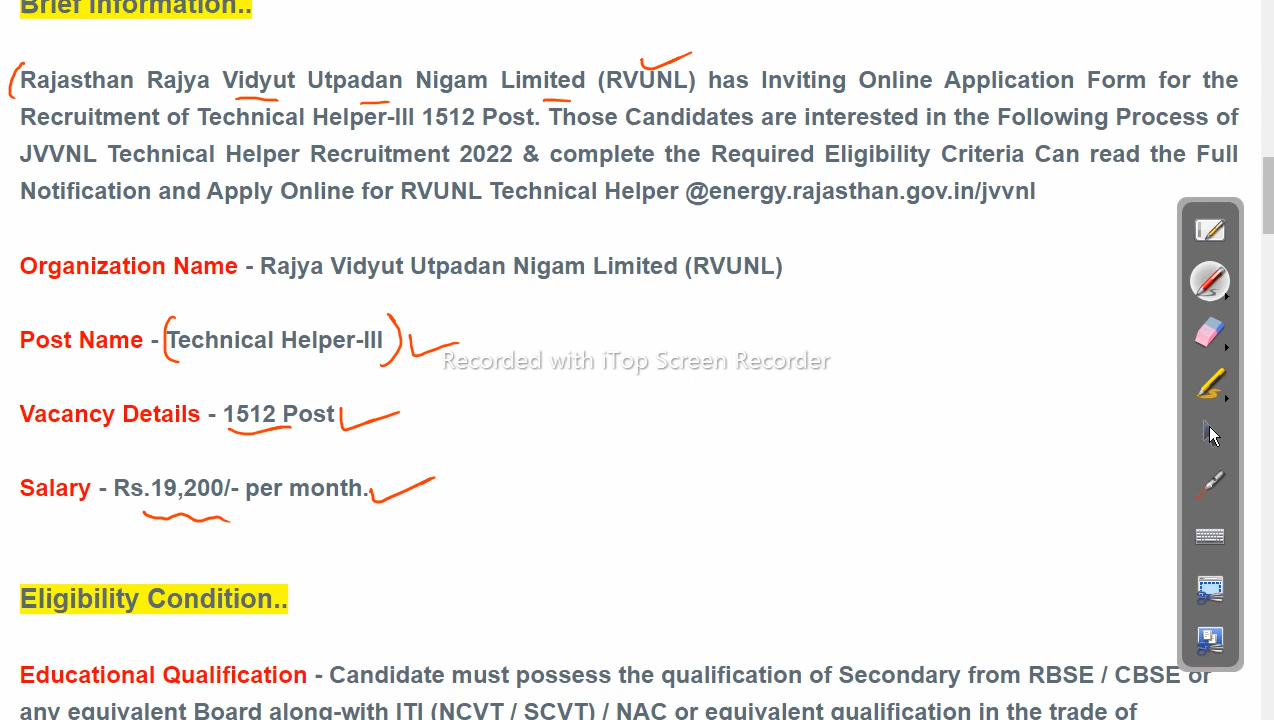 Brief Information..
Rajasthan Rajya Vidyut Utpadan Nigam Limited (RVUNL) has Inviting Online Application Form for the
Recruitment of Technical Helper-III 1512 Post. Those Candidates are interested in the Following Process of
JVVNL Technical Helper Recruitment 2022 & complete the Required Eligibility Criteria Can read the Full
Notification and Apply Online for RVUNL Technical Helper @energy.rajasthan.gov.in/jvvnl
Organization Name - Rajya Vidyut Utpadan Nigam Limited (RVUNL)
Post Name - Technical Helper-III
Recorded with iTop Screen Recorder
Vacancy Details - 1512 Post
Salary - Rs.19,200/- per month.
Eligibility Condition..
Educational Qualification - Candidate must possess the qualification of Secondary from RBSE / CBSE or
any equivalent Board along-with ITI (NCVT / SCVT) / NAC or equivalent qualification in the trade of